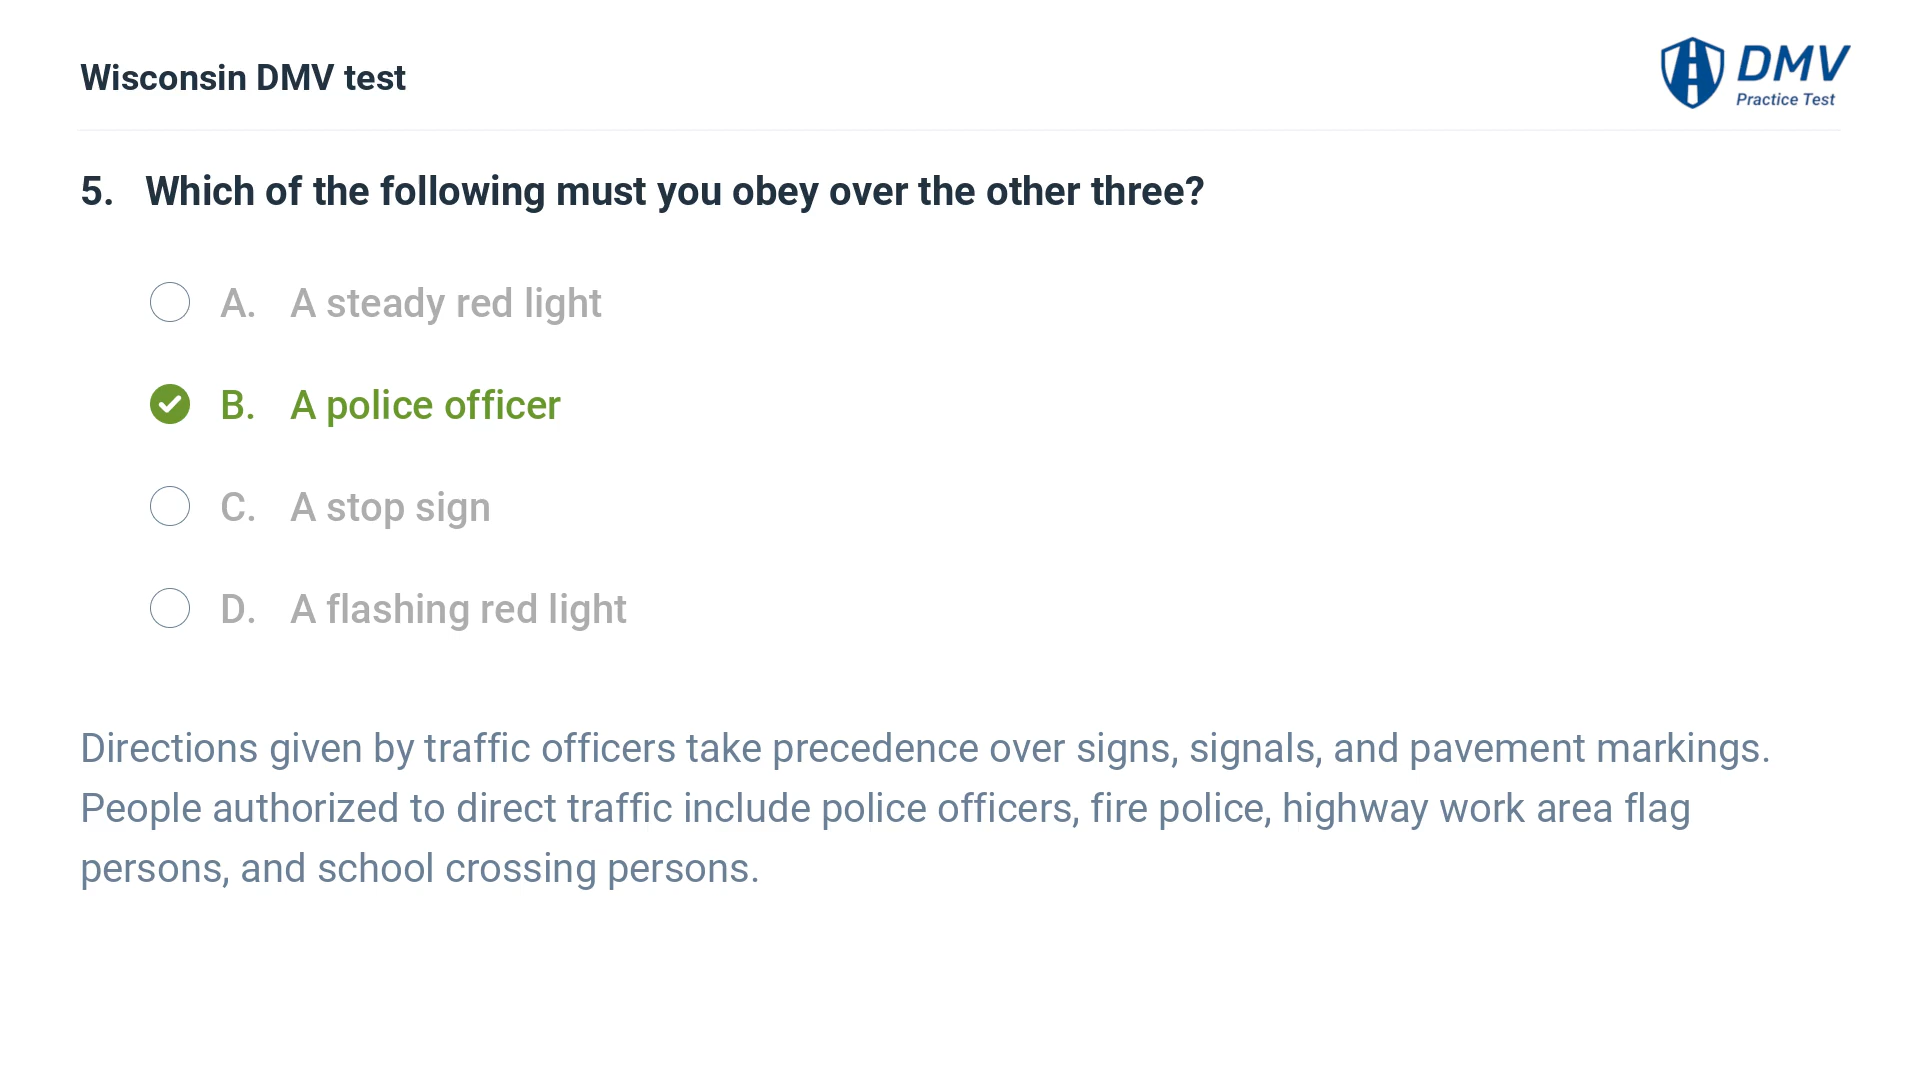 Wisconsin DMV test
DMV
Practice Test
5. Which of the following must you obey over the other three?
A. A steady red light
B. A police officer
C. A stop sign
D. A flashing red light
Directions given by traffic officers take precedence over signs, signals, and pavement markings.
People authorized to direct traffic include police officers, fire police, highway work area flag
persons, and school crossing persons.